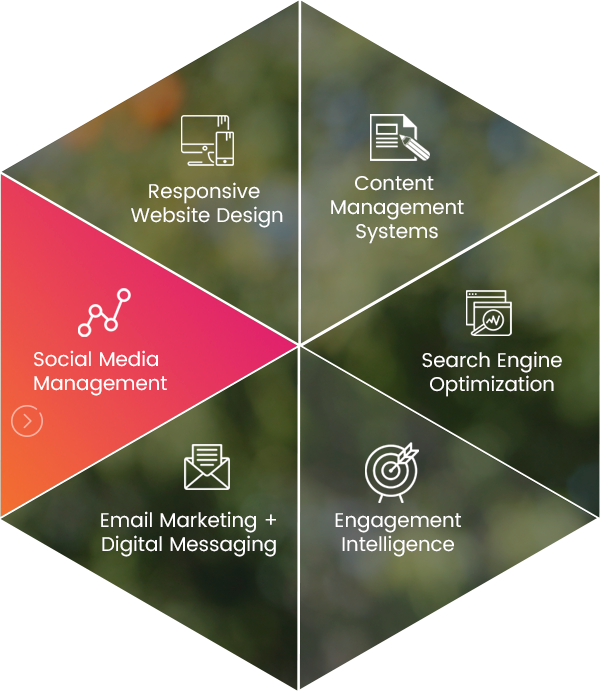 Responsive
Website Design
Content
Management
Systems
Social Media
Management
Search Engine
Optimization
Email Marketing +
Digital Messaging
Engagement
Intelligence